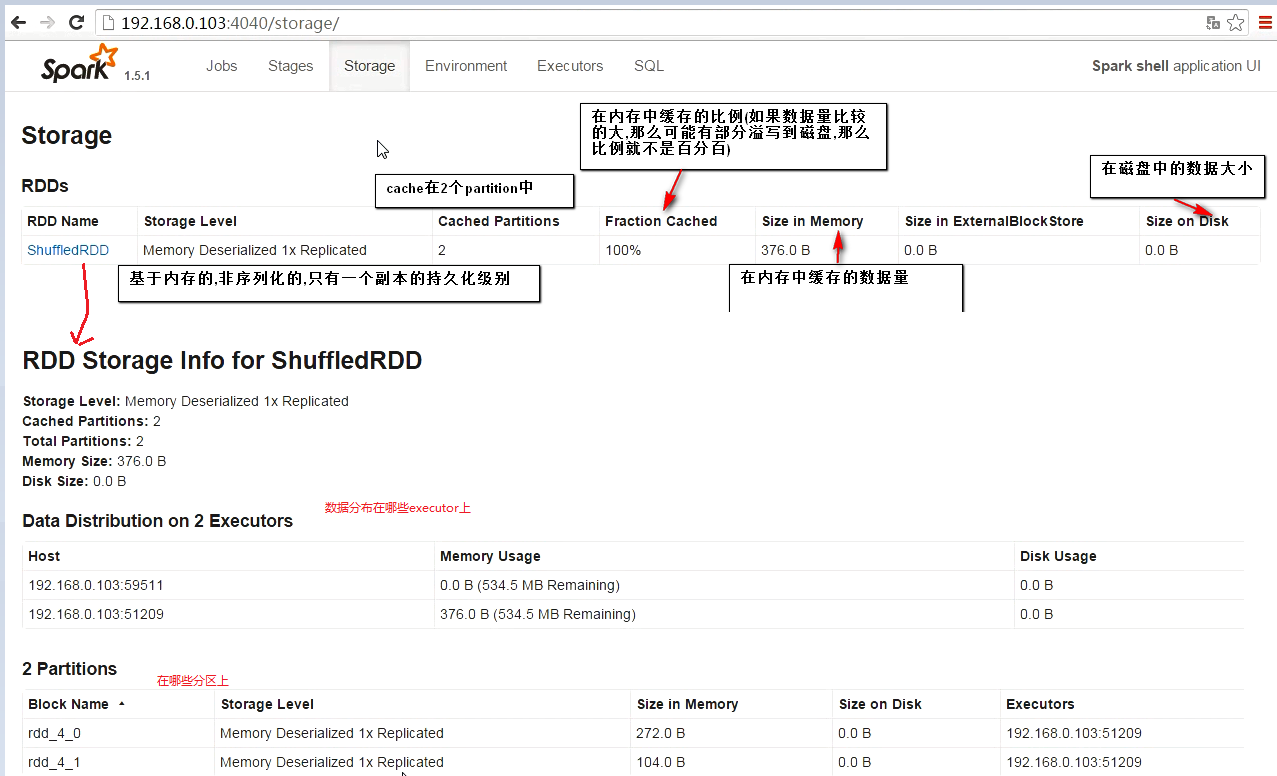 192.168.0.103:4040/storage/
Spark 1.5.1 Jobs Stages Storage Environment Executors SQL Spark shell application UI
在内存中缓存的比例(如果数据量比较
的大,那么可能有部分溢写到磁盘,那么
比例就不是百分百)
Storage
在磁盘中的数据大小
RDDs
cache在2个partition中
RDD Name Storage Level Cached Partitions Fraction Cached Size in Memory Size in ExternalBlockStore Size on Disk
ShuffledRDD Memory Deserialized 1x Replicated 2 100% 376.0 B 0.0 B 0.0 B
基于内存的,非序列化的,只有一个副本的持久化级别
在内存中缓存的数据量
RDD Storage Info for ShuffledRDD
Storage Level: Memory Deserialized 1x Replicated
Cached Partitions: 2
Total Partitions: 2
Memory Size: 376.0 B
Disk Size: 0.0 B
数据分布在哪些executor上
Data Distribution on 2 Executors
Host Memory Usage Disk Usage
192.168.0.103:59511 0.0 B (534.5 MB Remaining) 0.0 B
192.168.0.103:51209 376.0 B (534.5 MB Remaining) 0.0 B
2 Partitions
在哪些分区上
Block Name Storage Level Size in Memory Size on Disk Executors
rdd_4_0 Memory Deserialized 1x Replicated 272.0 B 0.0 B 192.168.0.103:51209
rdd_4_1 Memory Deserialized 1x Replicated 104.0 B 0.0 B 192.168.0.103:51209